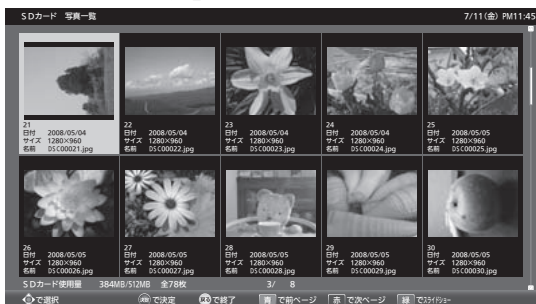 SDカード 写真一覧 7/11(金) PM11:45
21
日付 2008/05/04
サイズ 1280×960
名前 DSC00021.jpg
22
日付 2008/05/04
サイズ 1280×960
名前 DSC00022.jpg
23
日付 2008/05/04
サイズ 1280×960
名前 DSC00023.jpg
24
日付 2008/05/04
サイズ 1280×960
名前 DSC00024.jpg
25
日付 2008/05/05
サイズ 1280×960
名前 DSC00025.jpg
26
日付 2008/05/05
サイズ 1280×960
名前 DSC00026.jpg
27
日付 2008/05/05
サイズ 1280×960
名前 DSC00027.jpg
28
日付 2008/05/05
サイズ 1280×960
名前 DSC00028.jpg
29
日付 2008/05/05
サイズ 1280×960
名前 DSC00029.jpg
30
日付 2008/05/05
サイズ 1280×960
名前 DSC00030.jpg
SDカード使用量 384MB/512MB 全78枚 3/ 8
で選択 決定 で決定 戻る で終了 青 で前ページ 赤 で次ページ 緑 でスライドショー